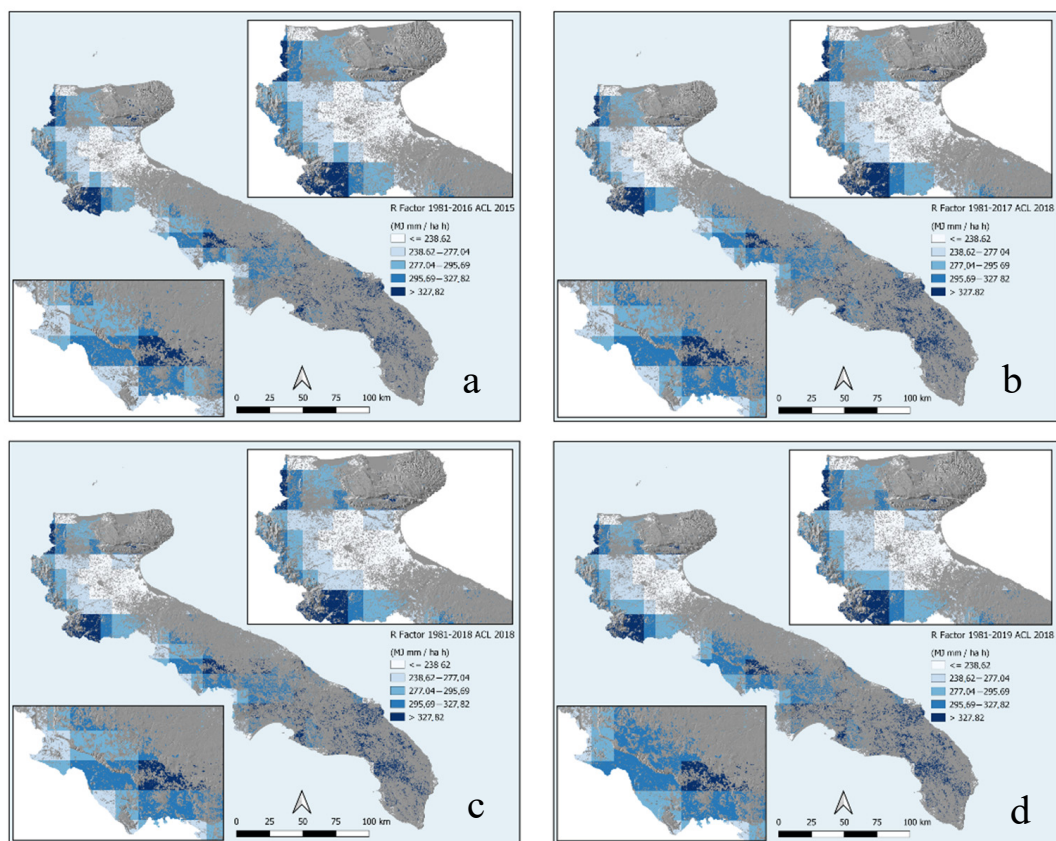 R Factor 1981-2016 ACL 2015
(MJ mm / ha h)
<= 238.62
238.62−277.04
277.04−295.69
295.69−327.82
> 327.82
a
0 50 50 100 km
R Factor 1981-2017 ACL 2018
(MJ mm / ha h)
<= 238.62
238.62−277.04
277.04−295.69
295.69−327.82
> 327.82
b
0 25 50 100 km
R Factor 1981-2018 ACL 2018
(MJ mm / ha h)
<= 238.62
238.62−277.04
277.04−295.69
295.69−327.82
> 327.82
c
0 25 50 100 km
R Factor 1981-2019 ACL 2018
(MJ mm / ha h)
<= 238.62
238.62−277.04
277.04−295.69
295.69−327.82
> 327.82
d
0 25 50 100 km